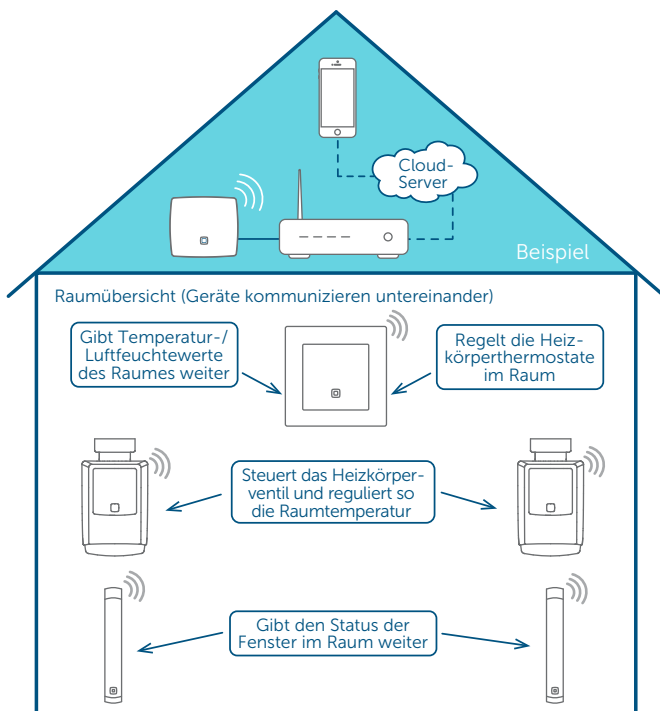 Cloud-
Server
Beispiel
Raumübersicht (Geräte kommunizieren untereinander)
Gibt Temperatur-/
Luftfeuchtewerte
des Raumes weiter
Regelt die Heiz-
körperthermostate
im Raum
Steuert das Heizkörper-
ventil und reguliert so
die Raumtemperatur
Gibt den Status der
Fenster im Raum weiter